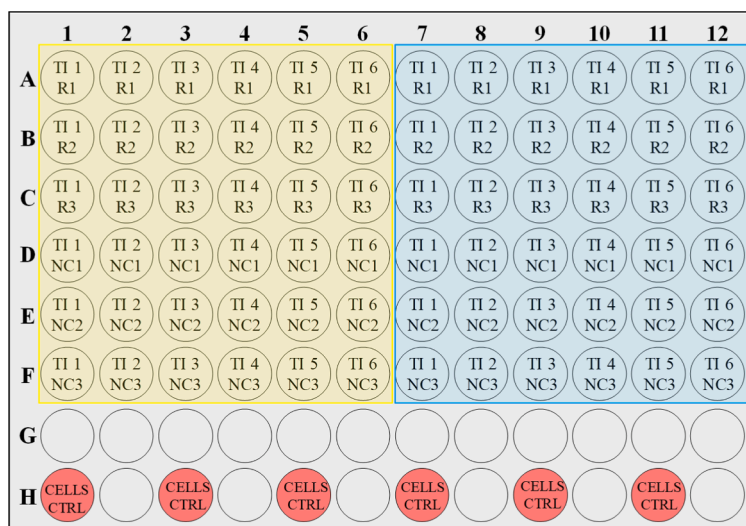 1 2 3 4 5 6 7 8 9 10 11 12
A TI 1 TI 2 TI 3 TI 4 TI 5 TI 6 TI 1 TI 2 TI 3 TI 4 TI 5 TI 6
R1 R1 R1 R1 R1 R1 R1 R1 R1 R1 R1 R1
B TI 1 TI 2 TI 3 TI 4 TI 5 TI 6 TI 1 TI 2 TI 3 TI 4 TI 5 TI 6
R2 R2 R2 R2 R2 R2 R2 R2 R2 R2 R2 R2
C TI 1 TI 2 TI 3 TI 4 TI 5 TI 6 TI 1 TI 2 TI 3 TI 4 TI 5 TI 6
R3 R3 R3 R3 R3 R3 R3 R3 R3 R3 R3 R3
D TI 1 TI 2 TI 3 TI 4 TI 5 TI 6 TI 1 TI 2 TI 3 TI 4 TI 5 TI 6
NC1 NC1 NC1 NC1 NC1 NC1 NC1 NC1 NC1 NC1 NC1 NC1
E TI 1 TI 2 TI 3 TI 4 TI 5 TI 6 TI 1 TI 2 TI 3 TI 4 TI 5 TI 6
NC2 NC2 NC2 NC2 NC2 NC2 NC2 NC2 NC2 NC2 NC2 NC2
F TI 1 TI 2 TI 3 TI 4 TI 5 TI 6 TI 1 TI 2 TI 3 TI 4 TI 5 TI 6
NC3 NC3 NC3 NC3 NC3 NC3 NC3 NC3 NC3 NC3 NC3 NC3
G
H CELLS CELLS CELLS CELLS CELLS CELLS
CTRL CTRL CTRL CTRL CTRL CTRL